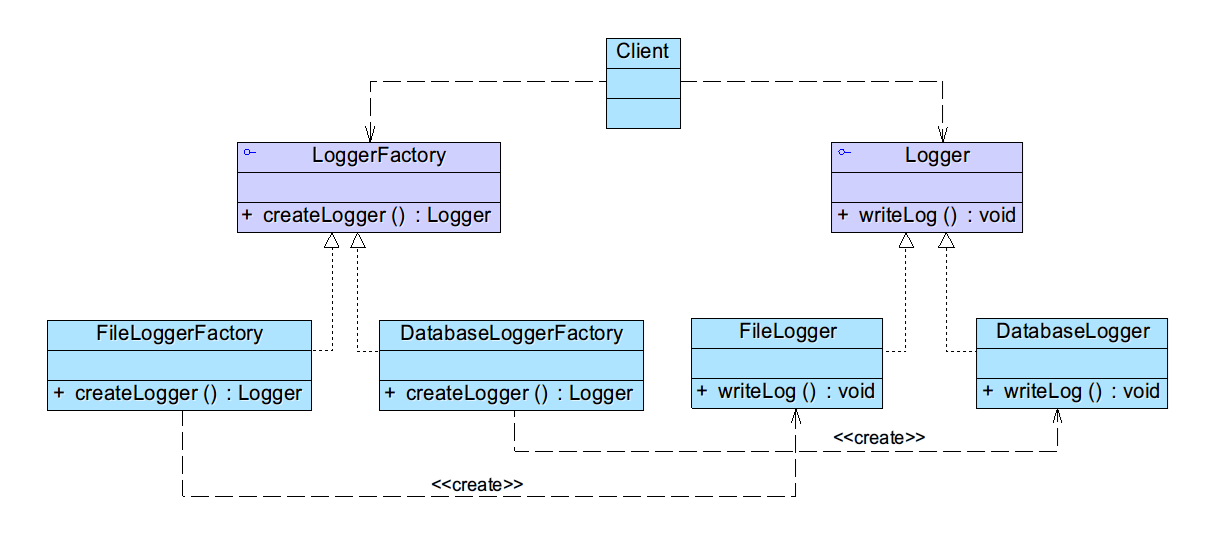 Client
LoggerFactory
+ createLogger () : Logger
Logger
+ writeLog () : void
FileLoggerFactory
+ createLogger () : Logger
DatabaseLoggerFactory
+ createLogger () : Logger
FileLogger
+ writeLog () : void
DatabaseLogger
+ writeLog () : void
<<create>>
<<create>>